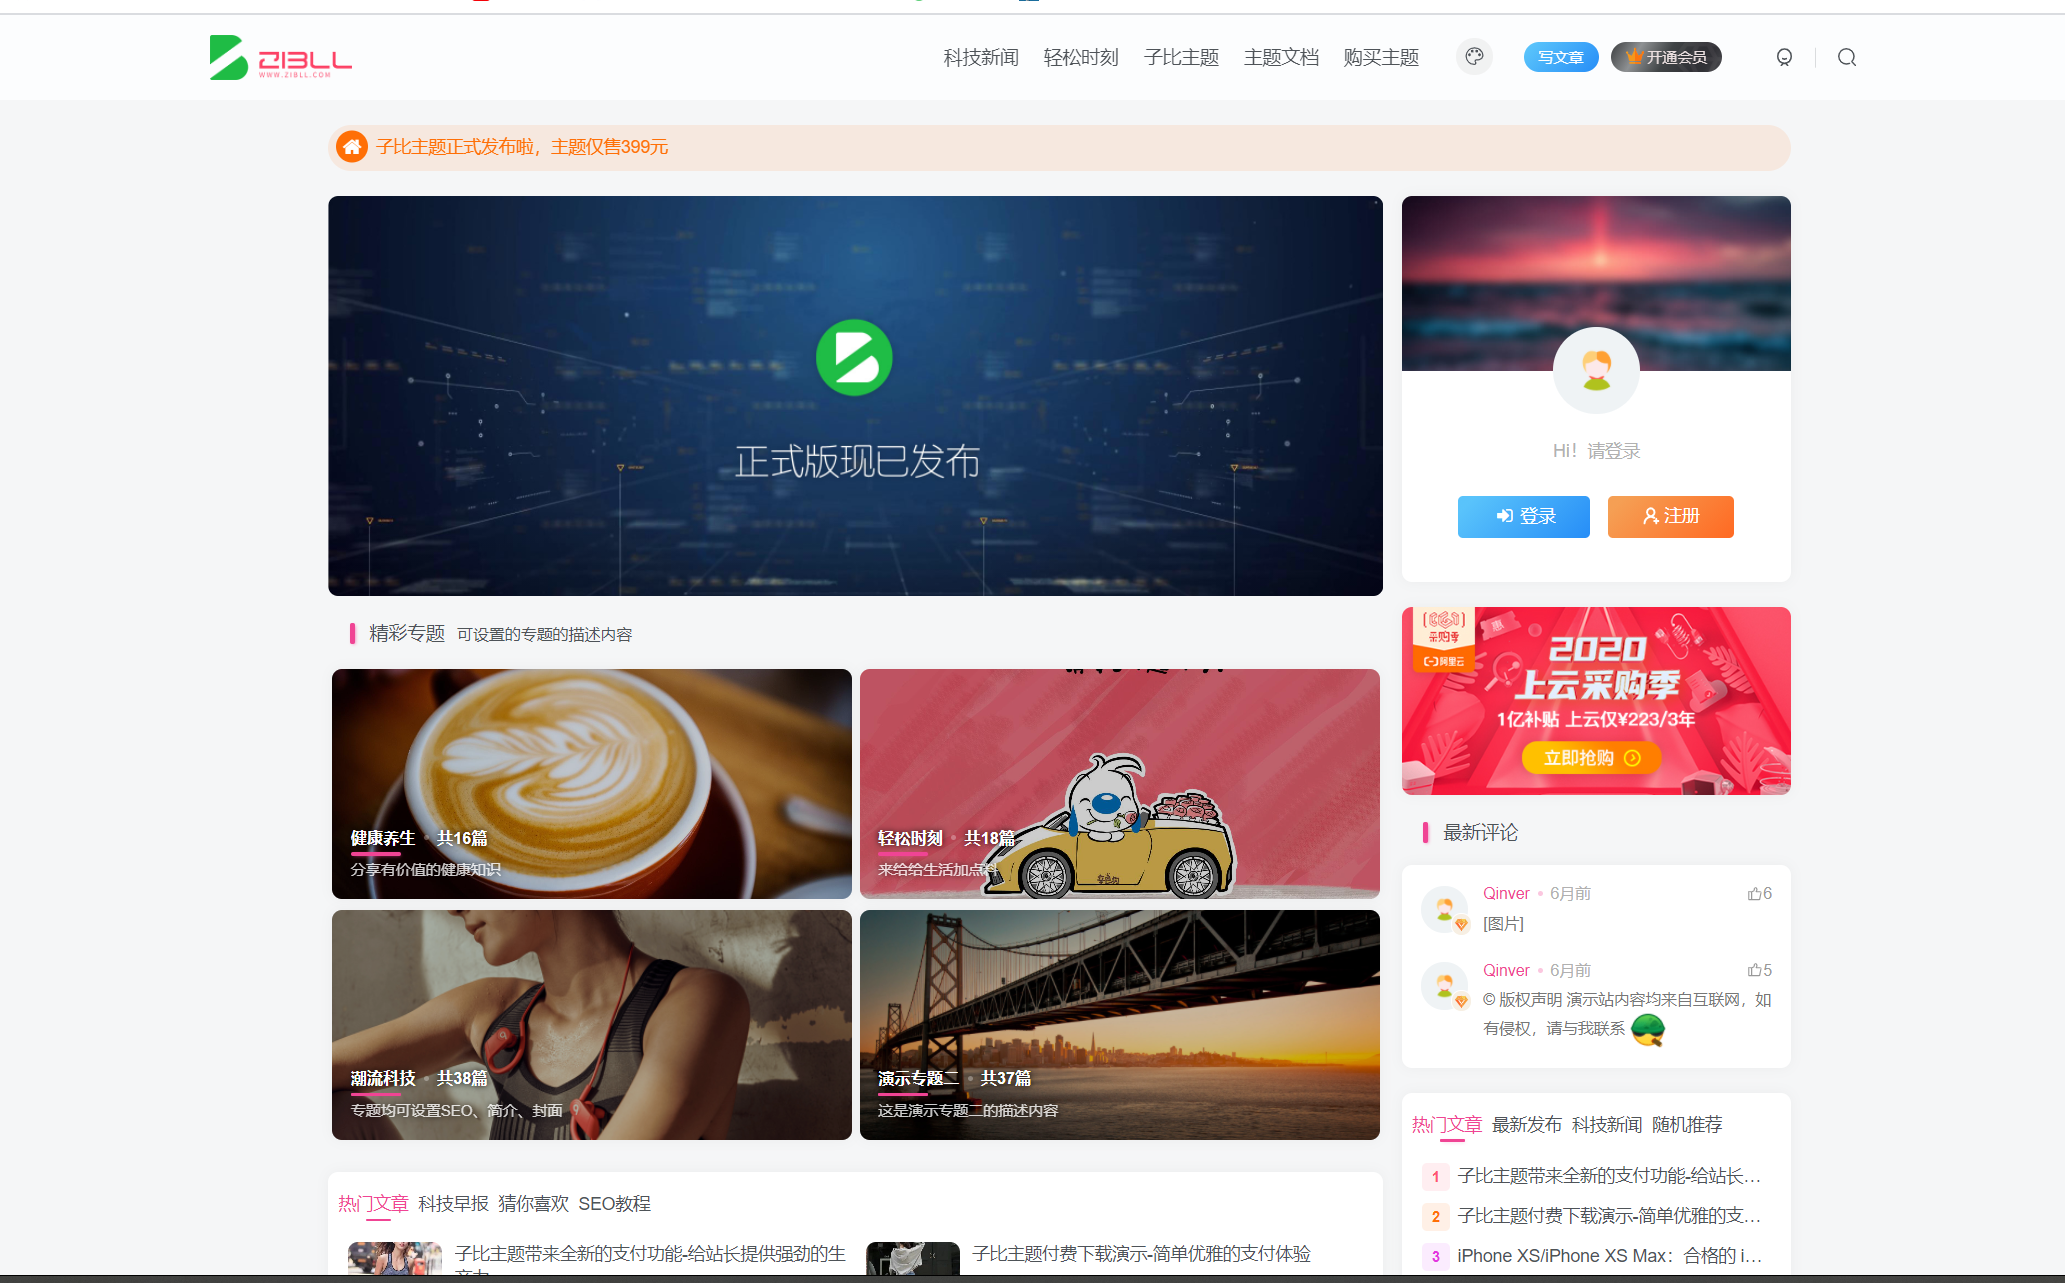 ZIBLL
WWW.ZIBLL.COM
科技新闻 轻松时刻 子比主题 主题文档 购买主题
写文章
开通会员
子比主题正式发布啦，主题仅售399元
正式版现已发布
Hi！请登录
登录
注册
精彩专题 可设置的专题的描述内容
采购季
阿里云
惠
2020
上云采购季
1亿补贴 上云仅¥223/3年
立即抢购
健康养生 • 共16篇
分享有价值的健康知识
轻松时刻 • 共18篇
来给给生活加点料
潮流科技 • 共38篇
专题均可设置SEO、简介、封面
演示专题二 • 共37篇
这是演示专题二的描述内容
最新评论
Qinver • 6月前 6
[图片]
Qinver • 6月前 5
© 版权声明 演示站内容均来自互联网，如
有侵权，请与我联系
热门文章 最新发布 科技新闻 随机推荐
1 子比主题带来全新的支付功能-给站长…
2 子比主题付费下载演示-简单优雅的支…
3 iPhone XS/iPhone XS Max：合格的 i…
热门文章 科技早报 猜你喜欢 SEO教程
子比主题带来全新的支付功能-给站长提供强劲的生
子比主题付费下载演示-简单优雅的支付体验